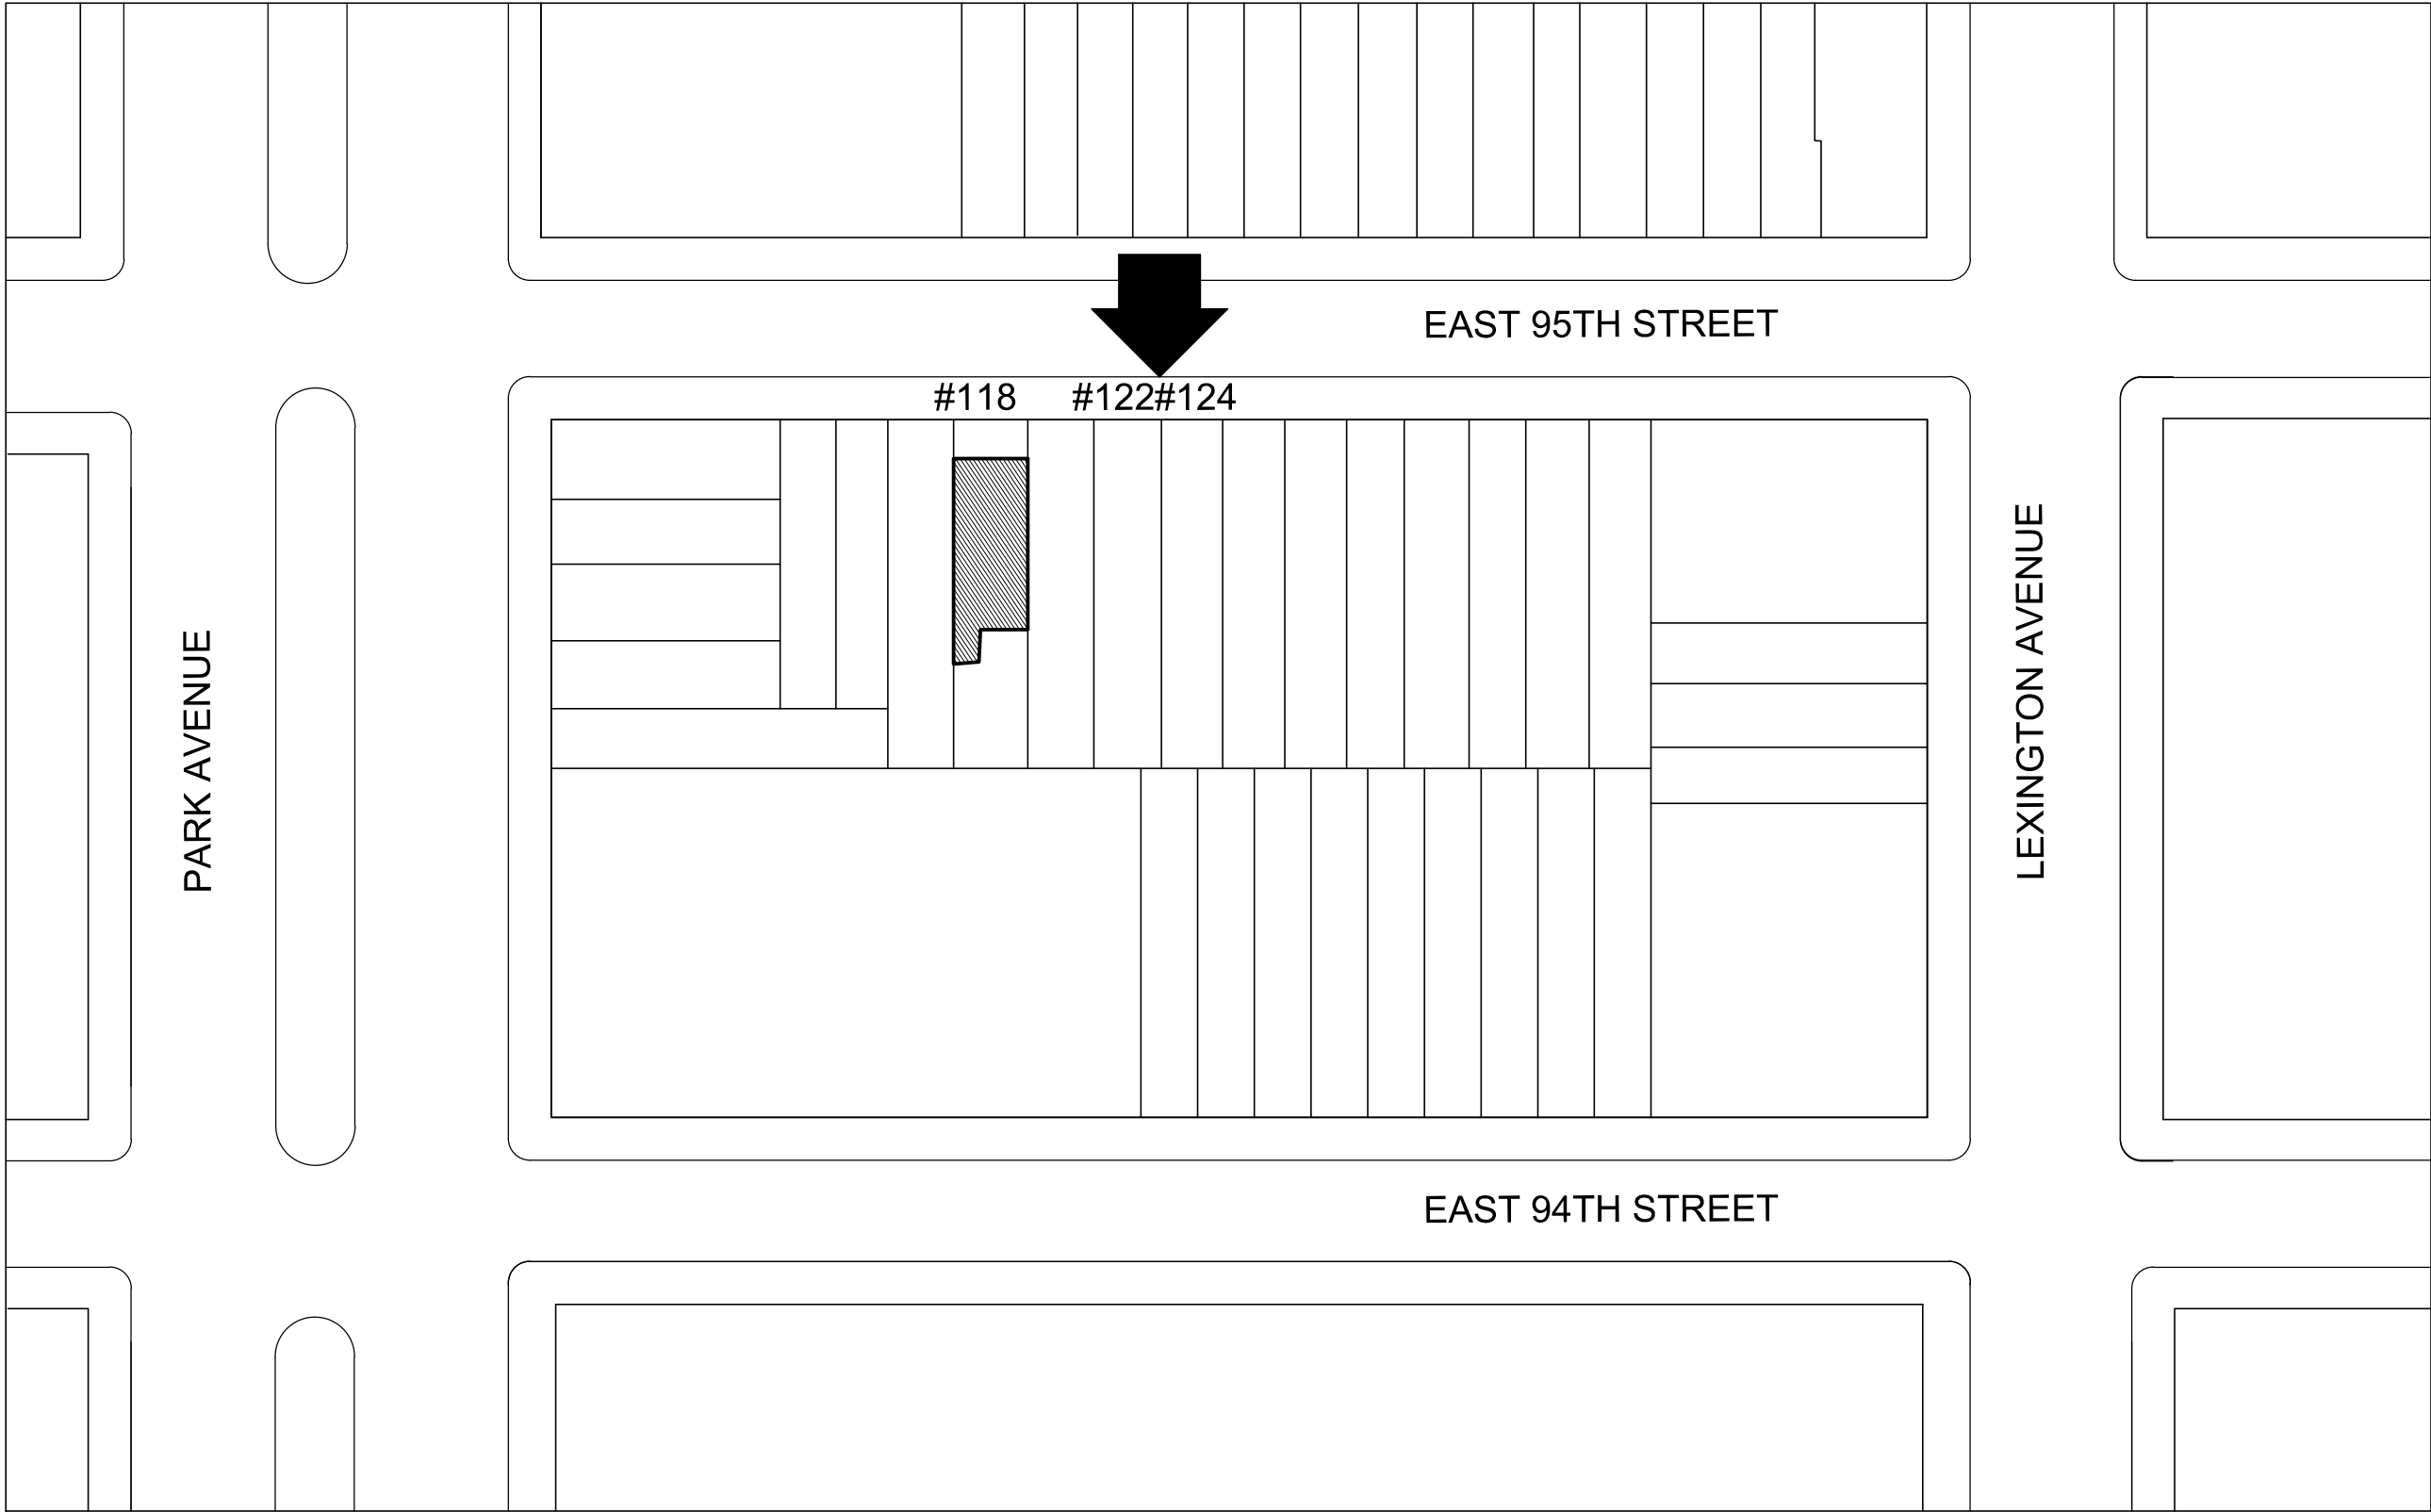 EAST 95TH STREET
#118 #122#124
PARK AVENUE
LEXINGTON AVENUE
EAST 94TH STREET